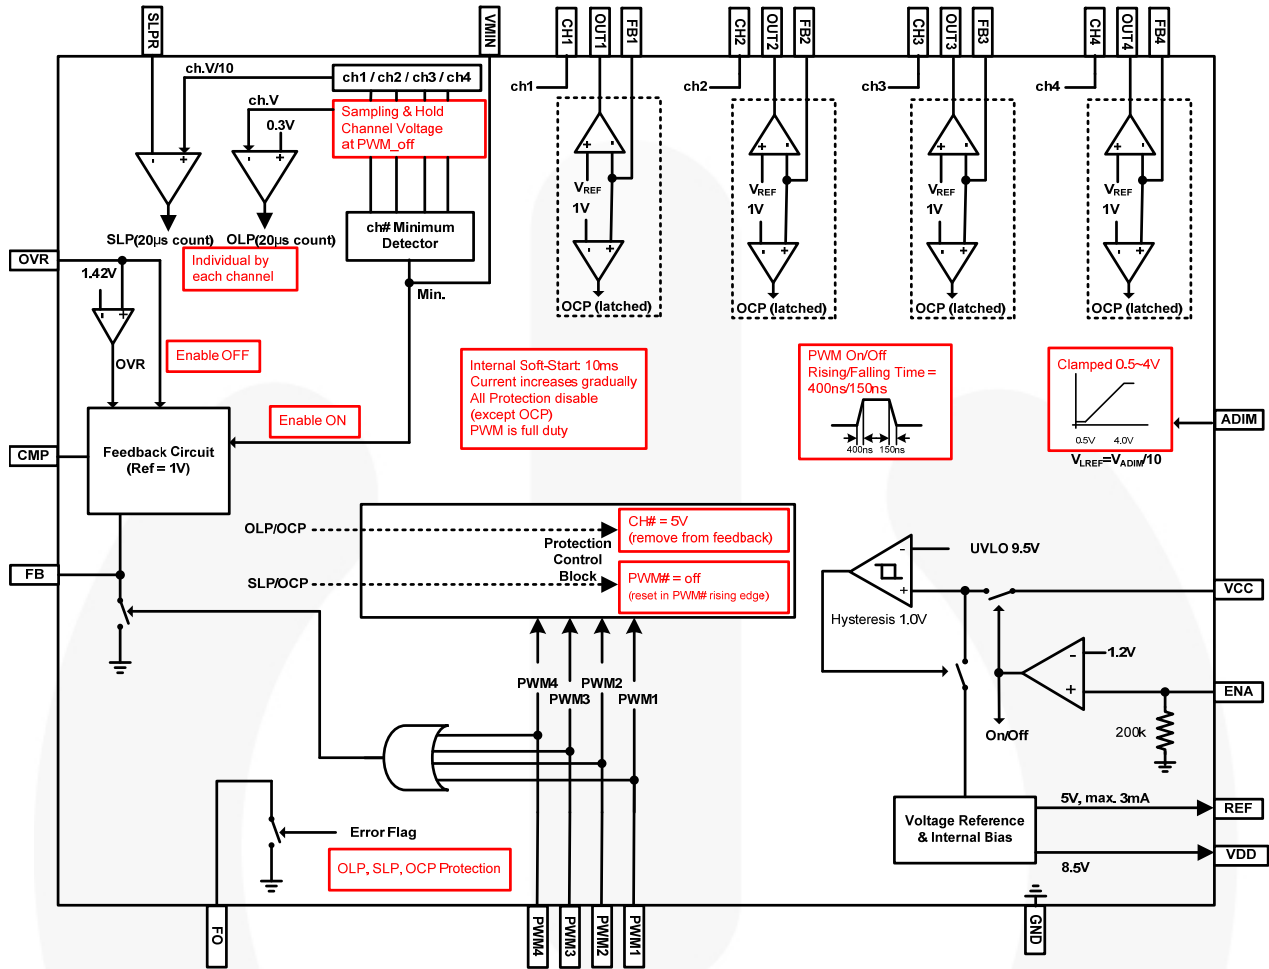 SLPR
VMIN
CH1
OUT1
FB1
CH2
OUT2
FB2
CH3
OUT3
FB3
CH4
OUT4
FB4
ch.V/10
ch1 / ch2 / ch3 / ch4
ch1
ch2
ch3
ch4
ch.V
0.3V
Sampling & Hold
Channel Voltage
at PWM_off
- +
- +
+ -
+ -
+ -
+ -
VREF
VREF
VREF
VREF
1V
1V
1V
1V
SLP(20µs count)
OLP(20µs count)
ch# Minimum
Detector
- +
- +
- +
- +
OVR
Individual by
each channel
1.42V
Min.
OCP (latched)
OCP (latched)
OCP (latched)
OCP (latched)
- +
OVR
Enable OFF
Internal Soft-Start: 10ms
Current increases gradually
All Protection disable
(except OCP)
PWM is full duty
PWM On/Off
Rising/Falling Time =
400ns/150ns
400ns
150ns
Clamped 0.5~4V
0.5V
4.0V
VLREF=VADIM/10
ADIM
Enable ON
CMP
Feedback Circuit
(Ref = 1V)
OLP/OCP
CH# = 5V
(remove from feedback)
Protection
Control
Block
SLP/OCP
PWM# = off
(reset in PWM# rising edge)
FB
-
UVLO 9.5V
+
Hysteresis 1.0V
VCC
-
1.2V
+
ENA
On/Off
200k
PWM4
PWM2
PWM3
PWM1
Error Flag
OLP, SLP, OCP Protection
Voltage Reference
& Internal Bias
5V, max. 3mA
REF
8.5V
VDD
FO
PWM4
PWM3
PWM2
PWM1
GND